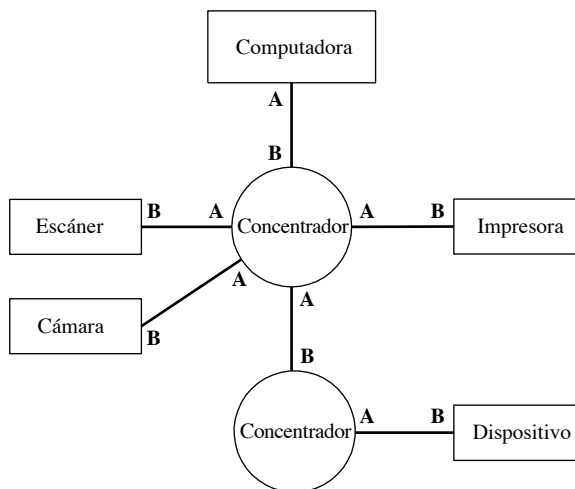 Computadora
A
B
Escáner
B
A
Concentrador
A
B
Impresora
A
A
Cámara
B
B
Concentrador
A
B
Dispositivo